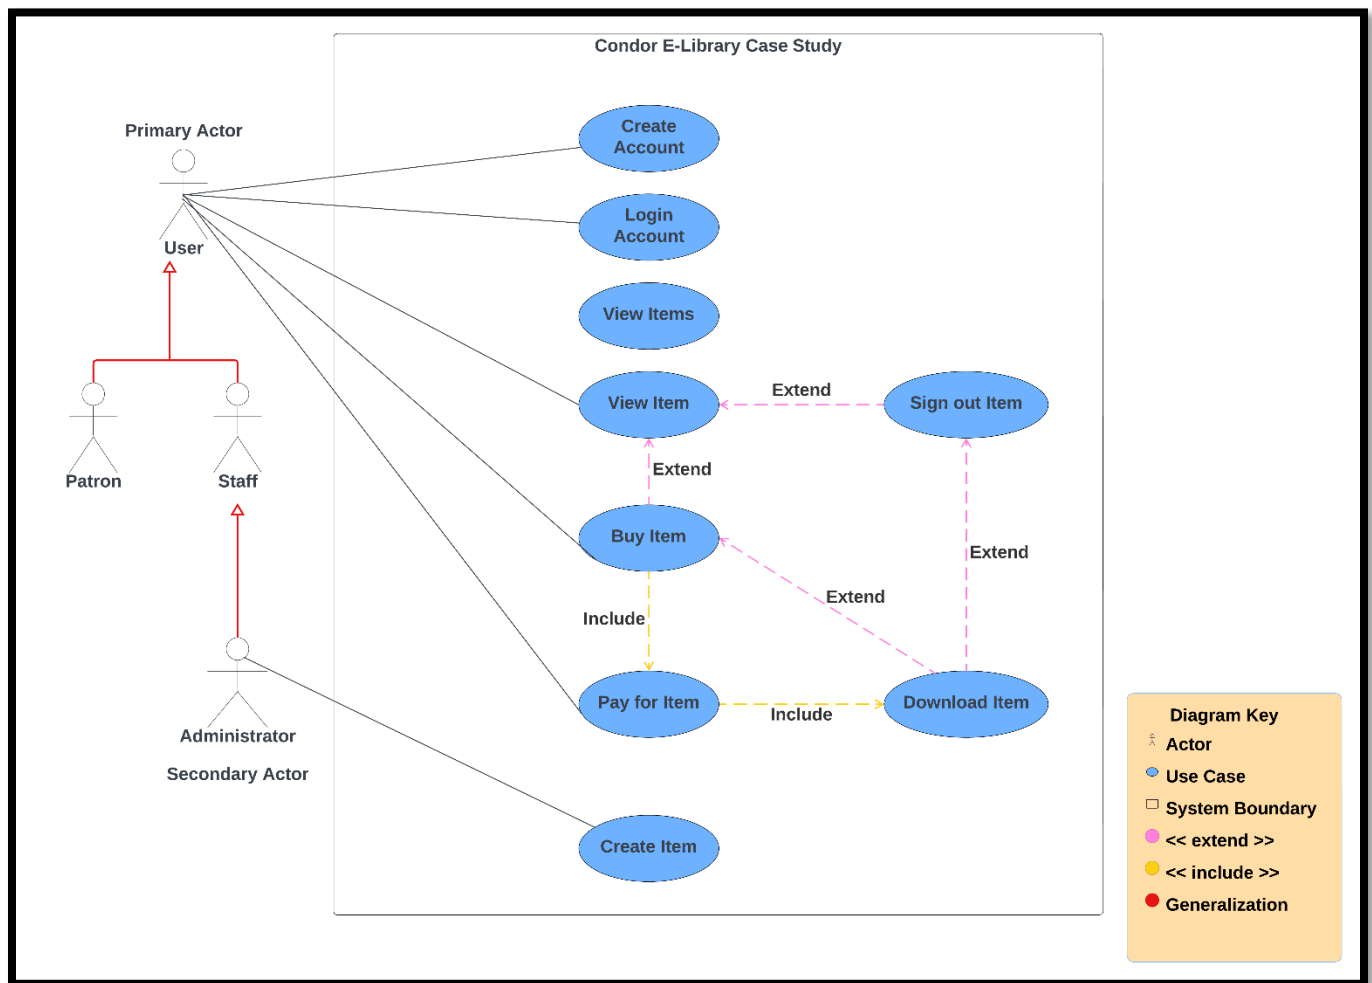 Condor E-Library Case Study
Primary Actor
User
Patron
Staff
Administrator
Secondary Actor
Create
Account
Login
Account
View Items
View Item
Extend
Sign out Item
Extend
Buy Item
Extend
Extend
Include
Pay for Item
Include
Download Item
Create Item
Diagram Key
Actor
Use Case
System Boundary
<< extend >>
<< include >>
Generalization